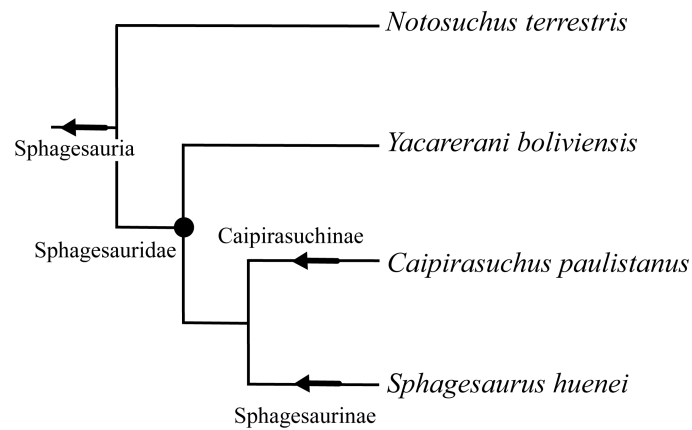 Notosuchus terrestris
Sphagesauria
Yacarerani boliviensis
Sphagesauridae
Caipirasuchinae
Caipirasuchus paulistanus
Sphagesaurus huenei
Sphagesaurinae